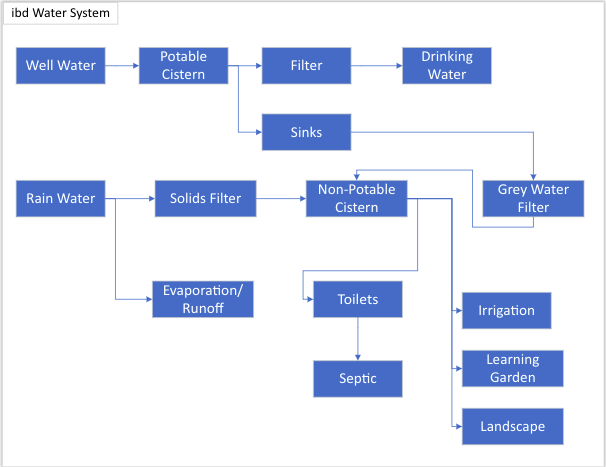 ibd Water System
Well Water
Potable
Cistern
Filter
Drinking
Water
Sinks
Rain Water
Solids Filter
Non-Potable
Cistern
Grey Water
Filter
Evaporation/
Runoff
Toilets
Irrigation
Septic
Learning
Garden
Landscape